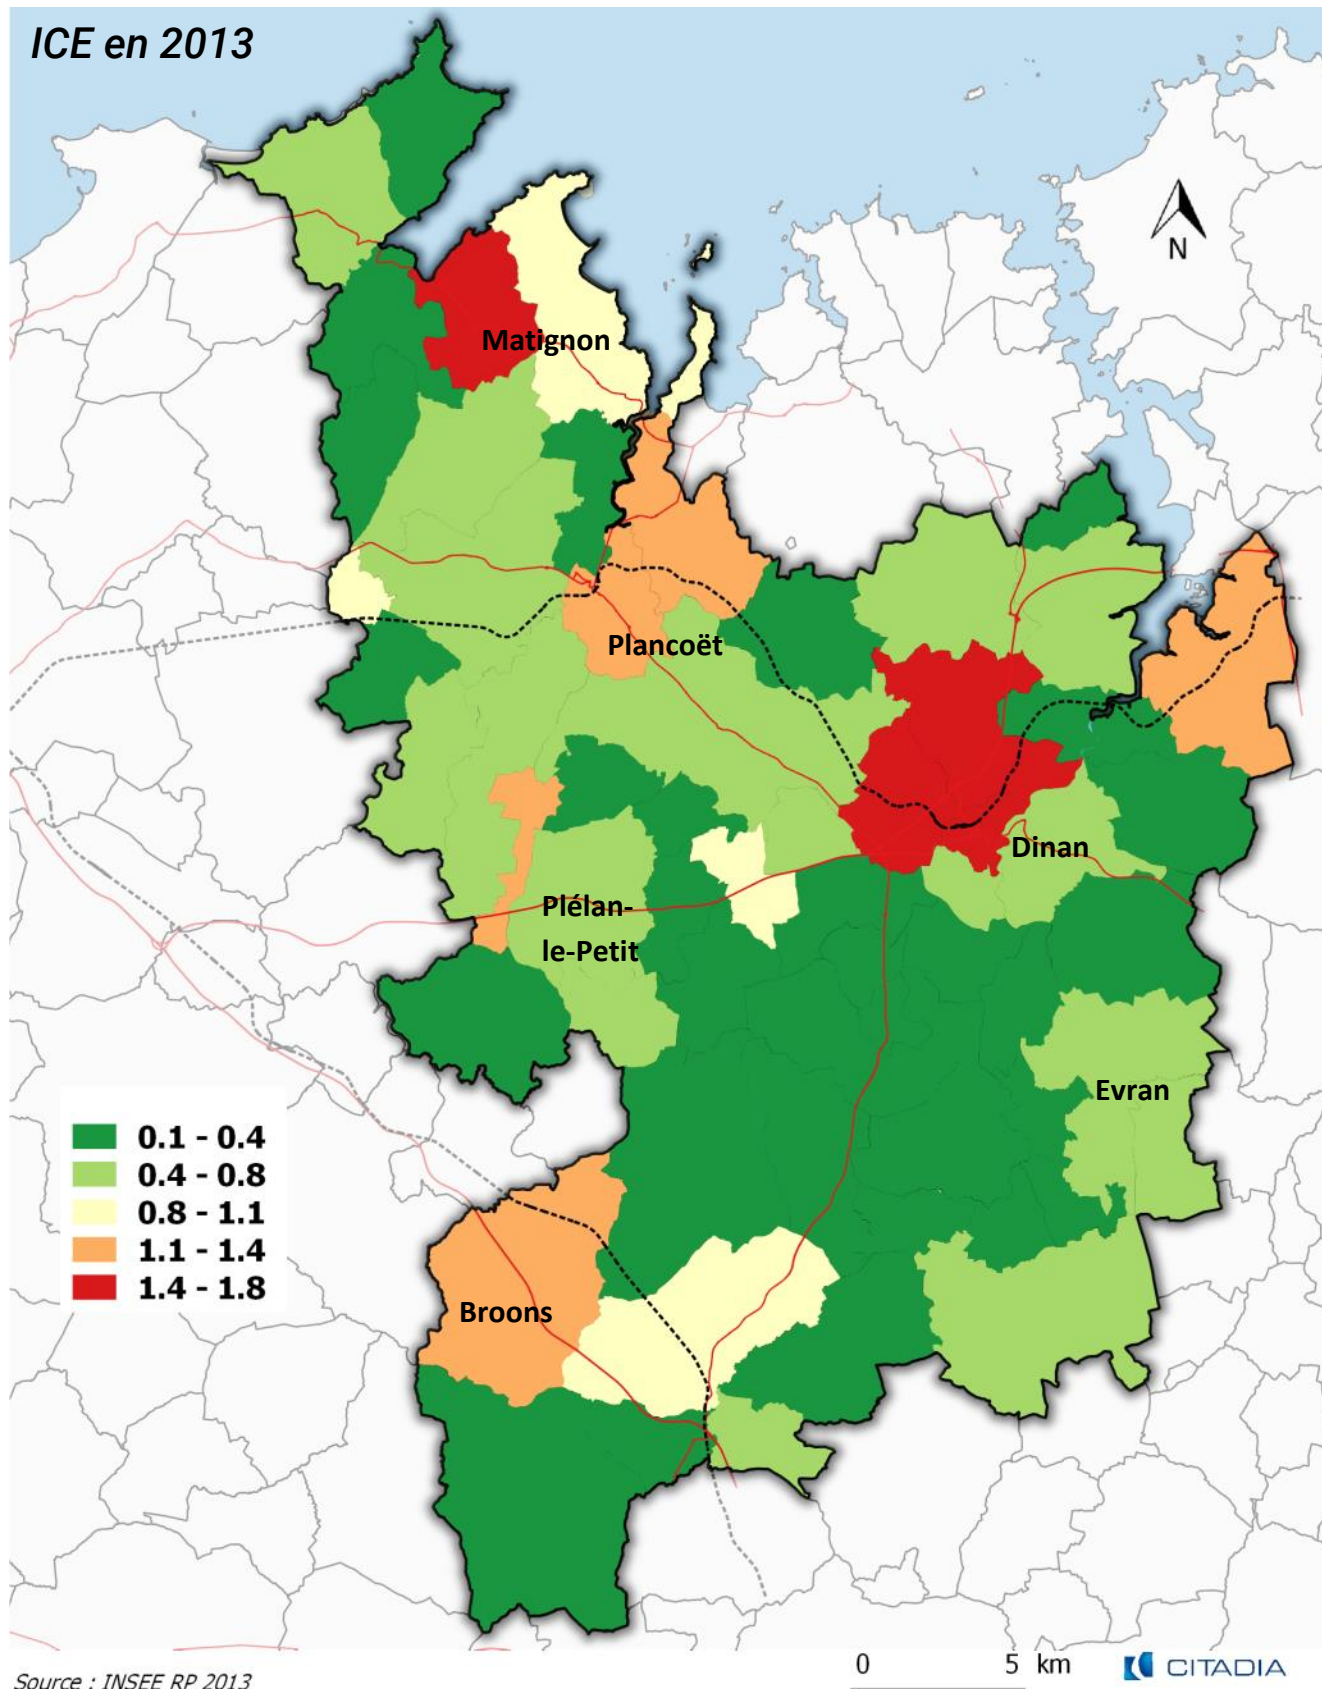 ICE en 2013
N
Matignon
Plancoët
Dinan
Plélan-
le-Petit
Evran
0.1 - 0.4
0.4 - 0.8
0.8 - 1.1
1.1 - 1.4
1.4 - 1.8
Broons
0 5 km
CITADIA
Source : INSEE RP 2013